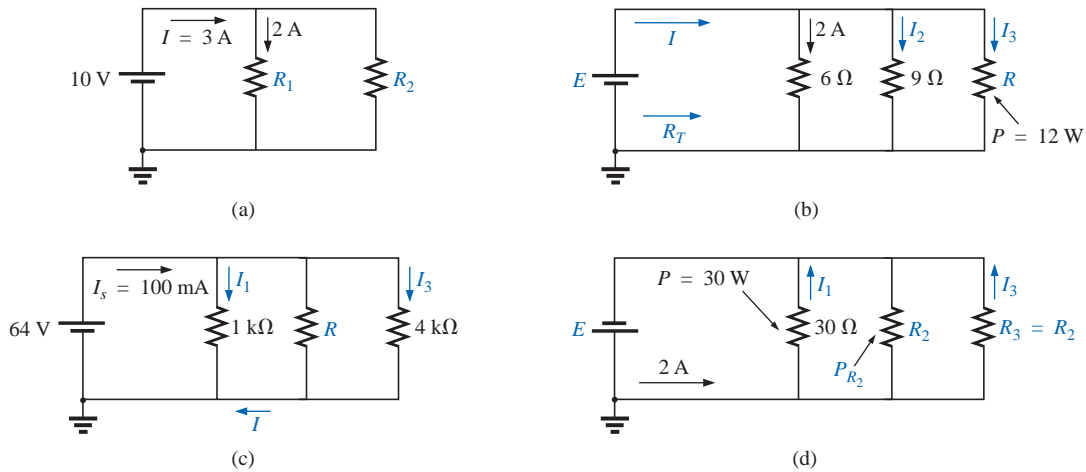 I = 3 A
2 A
10 V
R1
R2
(a)
I
2 A
I2
I3
E
6 Ω
9 Ω
R
RT
P = 12 W
(b)
Is = 100 mA
I1
I3
64 V
1 kΩ
R
4 kΩ
I
(c)
P = 30 W
I1
I3
E
30 Ω
R2
R3 = R2
2 A
PR2
(d)